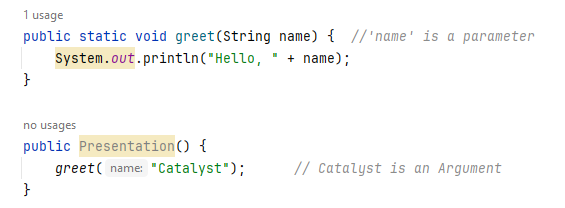 1 usage
public static void greet(String name) {  //'name' is a parameter
    System.out.println("Hello, " + name);
}
no usages
public Presentation() {
    greet( name: "Catalyst");      // Catalyst is an Argument
}